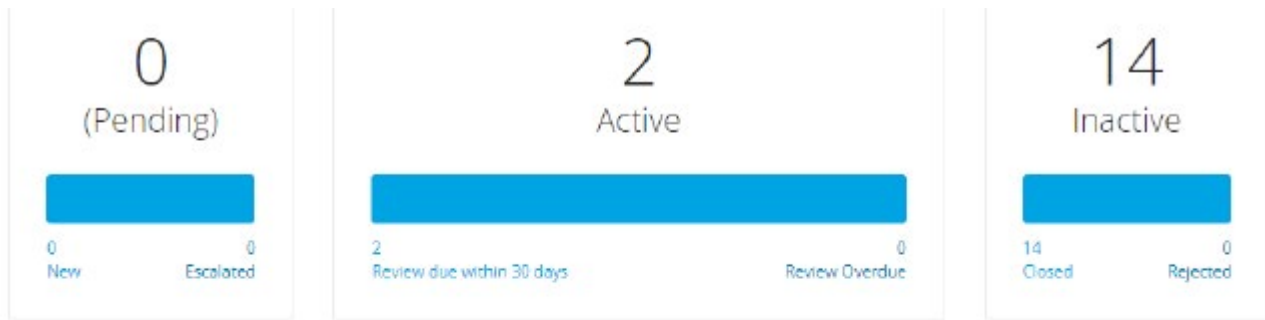 0
(Pending)
0 0
New Escalated
2
Active
2 0
Review due within 30 days Review Overdue
14
Inactive
14 0
Closed Rejected